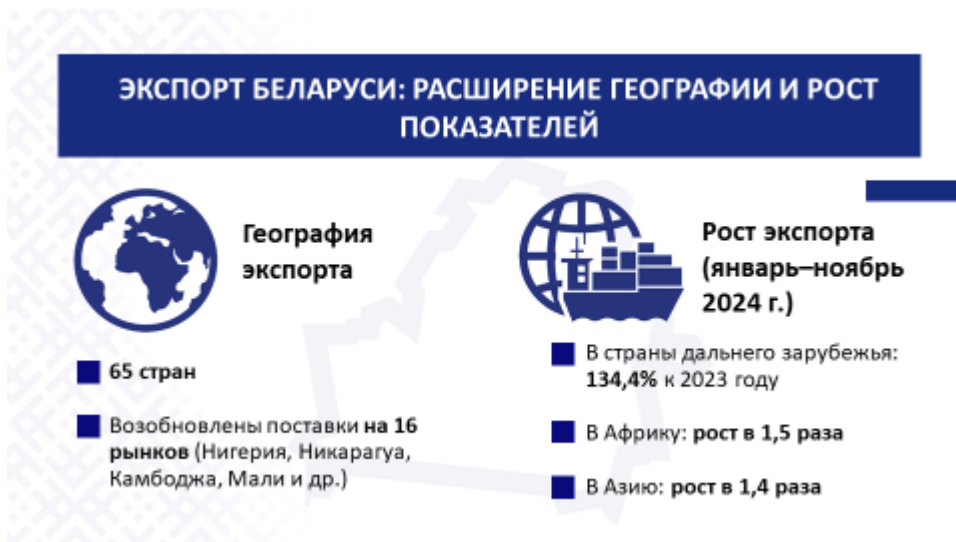 ЭКСПОРТ БЕЛАРУСИ: РАСШИРЕНИЕ ГЕОГРАФИИ И РОСТ
ПОКАЗАТЕЛЕЙ
География
экспорта
65 стран
Возобновлены поставки на 16
рынков (Нигерия, Никарагуа,
Камбоджа, Мали и др.)
Рост экспорта
(январь–ноябрь
2024 г.)
В страны дальнего зарубежья:
134,4% к 2023 году
В Африку: рост в 1,5 раза
В Азию: рост в 1,4 раза